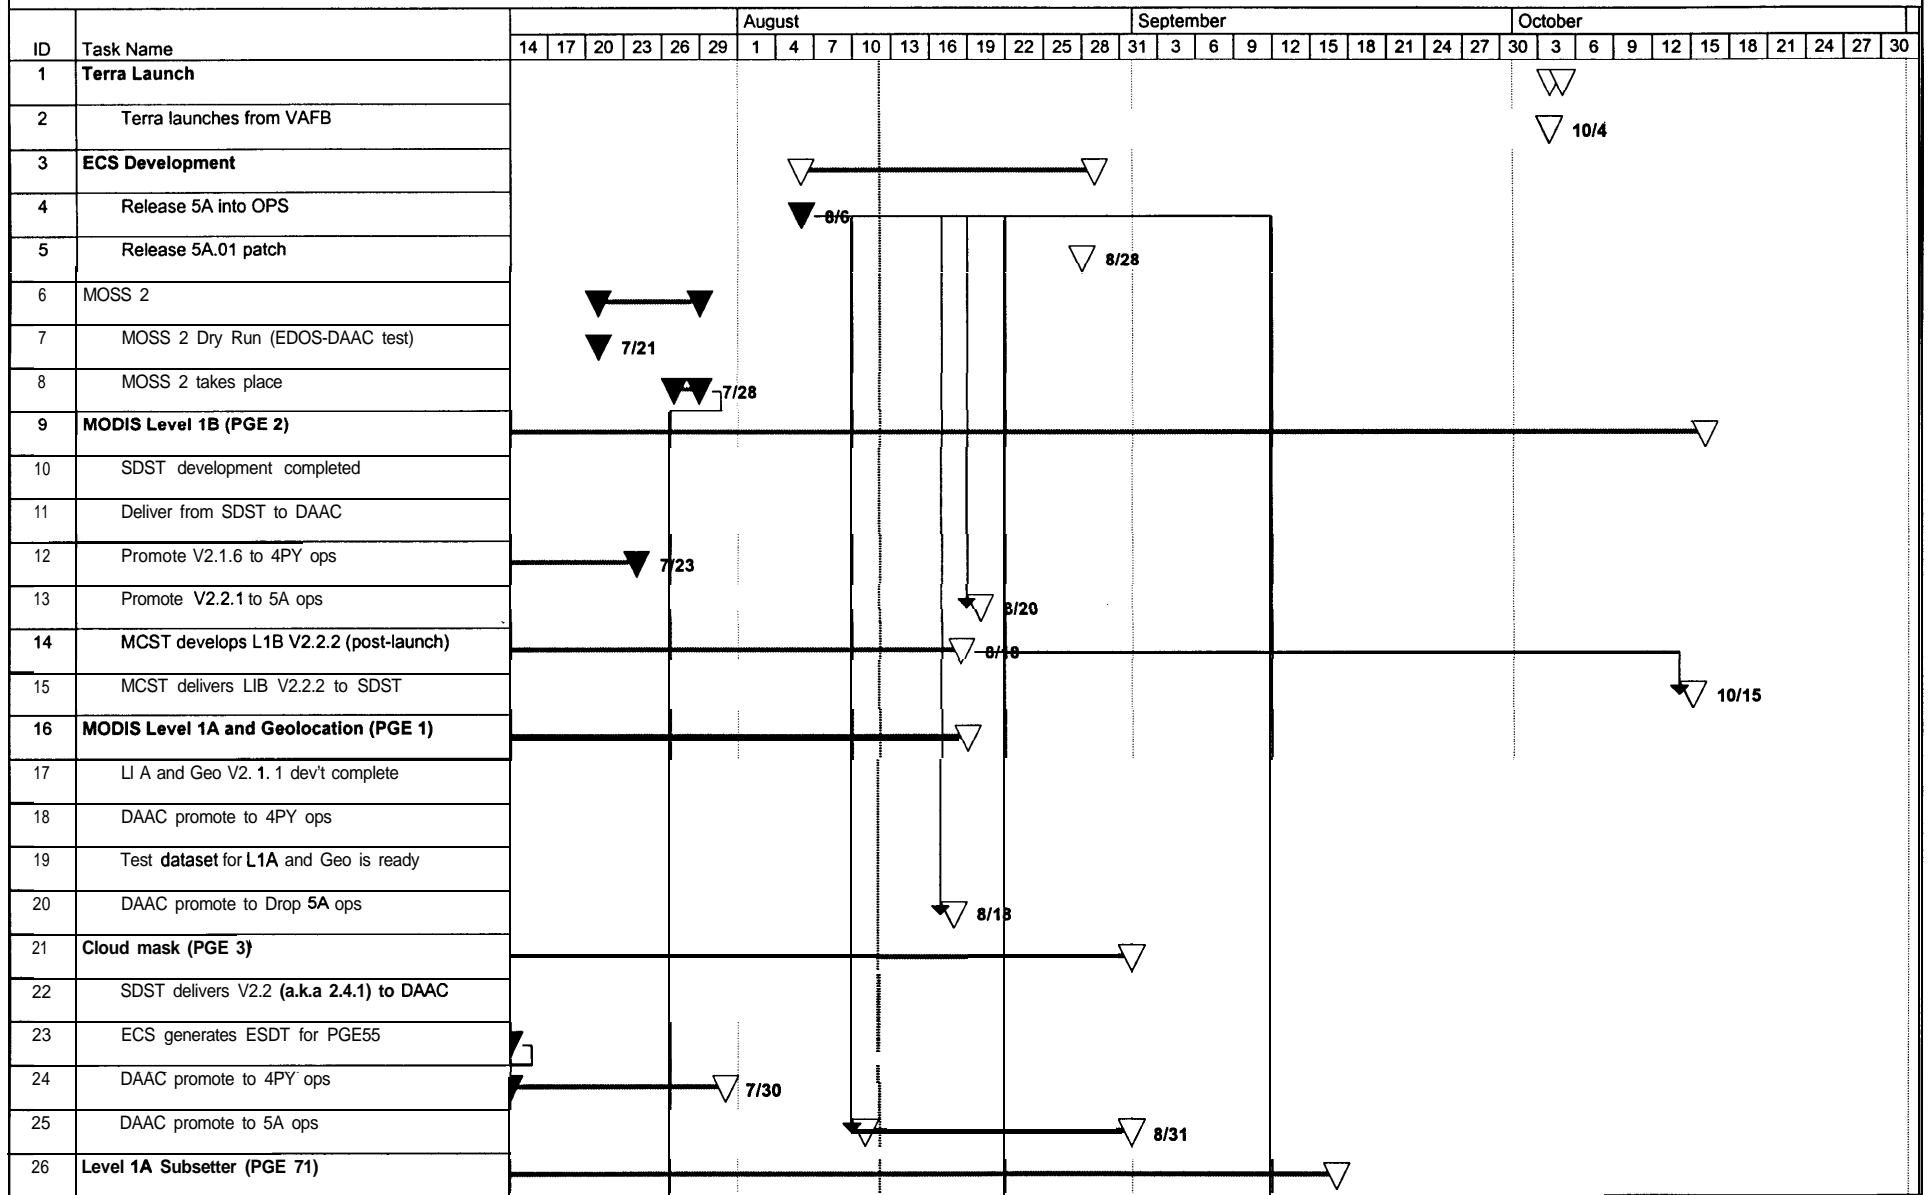 August September October
ID Task Name 14 17 20 23 26 29 1 4 7 10 13 16 19 22 25 28 31 3 6 9 12 15 18 21 24 27 30 3 6 9 12 15 18 21 24 27 30
1 Terra Launch
2 Terra launches from VAFB 10/4
3 ECS Development
4 Release 5A into OPS 8/6
5 Release 5A.01 patch 8/28
6 MOSS 2
7 MOSS 2 Dry Run (EDOS-DAAC test) 7/21
8 MOSS 2 takes place 7/28
9 MODIS Level 1B (PGE 2)
10 SDST development completed
11 Deliver from SDST to DAAC
12 Promote V2.1.6 to 4PY ops 7/23
13 Promote V2.2.1 to 5A ops 8/20
14 MCST develops L1B V2.2.2 (post-launch) 8/18
15 MCST delivers LIB V2.2.2 to SDST 10/15
16 MODIS Level 1A and Geolocation (PGE 1)
17 LI A and Geo V2. 1. 1 dev't complete
18 DAAC promote to 4PY ops
19 Test dataset for L1A and Geo is ready
20 DAAC promote to Drop 5A ops 8/18
21 Cloud mask (PGE 3)
22 SDST delivers V2.2 (a.k.a 2.4.1) to DAAC
23 ECS generates ESDT for PGE55
24 DAAC promote to 4PY ops 7/30
25 DAAC promote to 5A ops 8/31
26 Level 1A Subsetter (PGE 71)